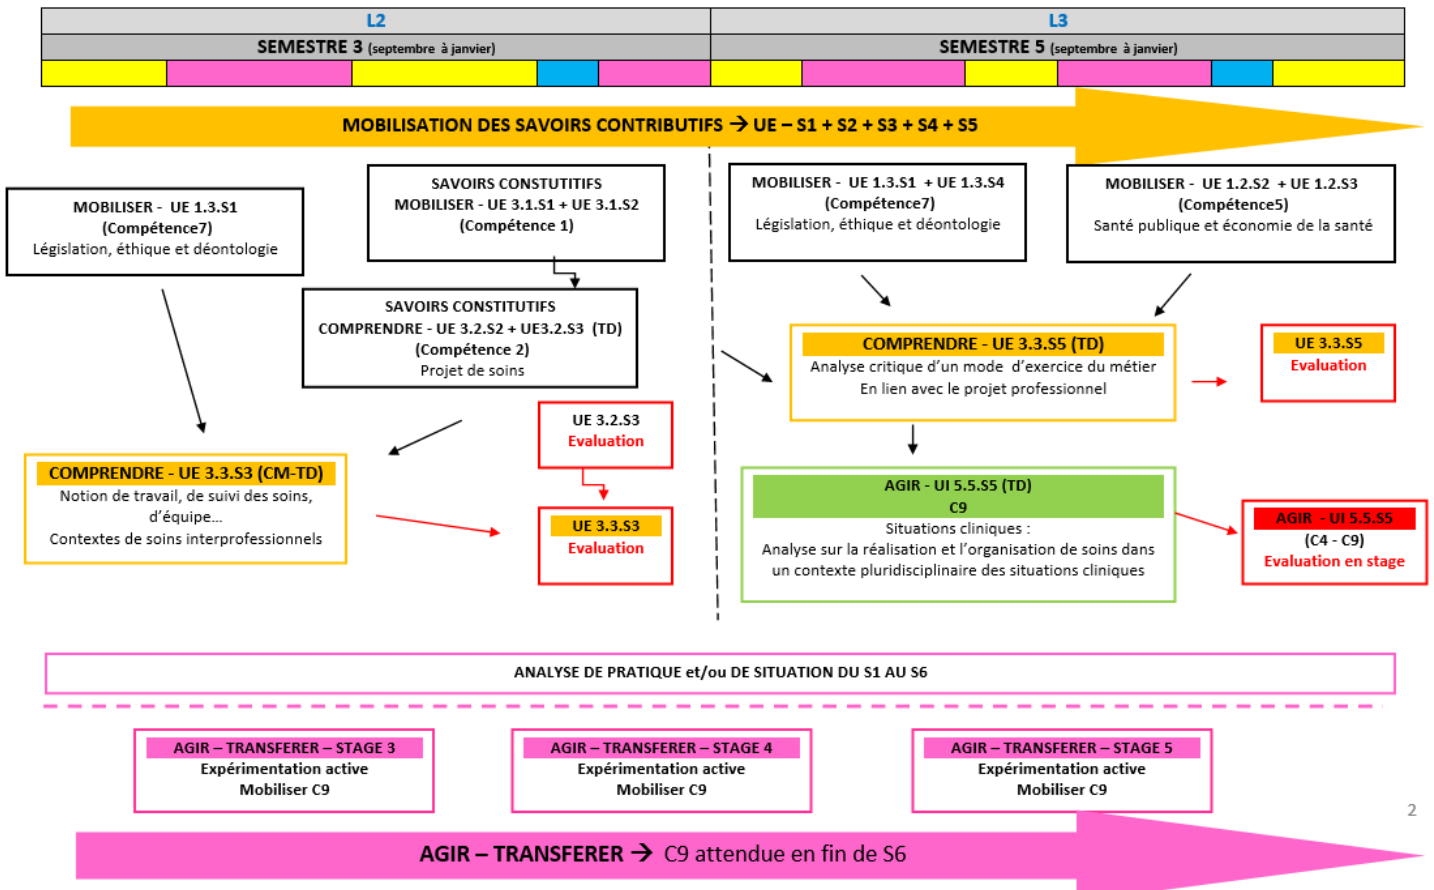 L2
L3
SEMESTRE 3 (septembre à janvier)
SEMESTRE 5 (septembre à janvier)
MOBILISATION DES SAVOIRS CONTRIBUTIFS → UE – S1 + S2 + S3 + S4 + S5
MOBILISER - UE 1.3.S1
(Compétence7)
Législation, éthique et déontologie
SAVOIRS CONSTUTITIFS
MOBILISER - UE 3.1.S1 + UE 3.1.S2
(Compétence 1)
SAVOIRS CONSTITUTIFS
COMPRENDRE - UE 3.2.S2 + UE3.2.S3 (TD)
(Compétence 2)
Projet de soins
MOBILISER - UE 1.3.S1 + UE 1.3.S4
(Compétence7)
Législation, éthique et déontologie
MOBILISER - UE 1.2.S2 + UE 1.2.S3
(Compétence5)
Santé publique et économie de la santé
COMPRENDRE - UE 3.3.S5 (TD)
Analyse critique d'un mode d'exercice du métier
En lien avec le projet professionnel
UE 3.3.S5
Evaluation
UE 3.2.S3
Evaluation
COMPRENDRE - UE 3.3.S3 (CM-TD)
Notion de travail, de suivi des soins,
d'équipe...
Contextes de soins interprofessionnels
UE 3.3.S3
Evaluation
AGIR - UI 5.5.S5 (TD)
C9
Situations cliniques :
Analyse sur la réalisation et l'organisation de soins dans
un contexte pluridisciplinaire des situations cliniques
AGIR - UI 5.5.S5
(C4 - C9)
Evaluation en stage
ANALYSE DE PRATIQUE et/ou DE SITUATION DU S1 AU S6
AGIR – TRANSFERER – STAGE 3
Expérimentation active
Mobiliser C9
AGIR – TRANSFERER – STAGE 4
Expérimentation active
Mobiliser C9
AGIR – TRANSFERER – STAGE 5
Expérimentation active
Mobiliser C9
2
AGIR – TRANSFERER → C9 attendue en fin de S6